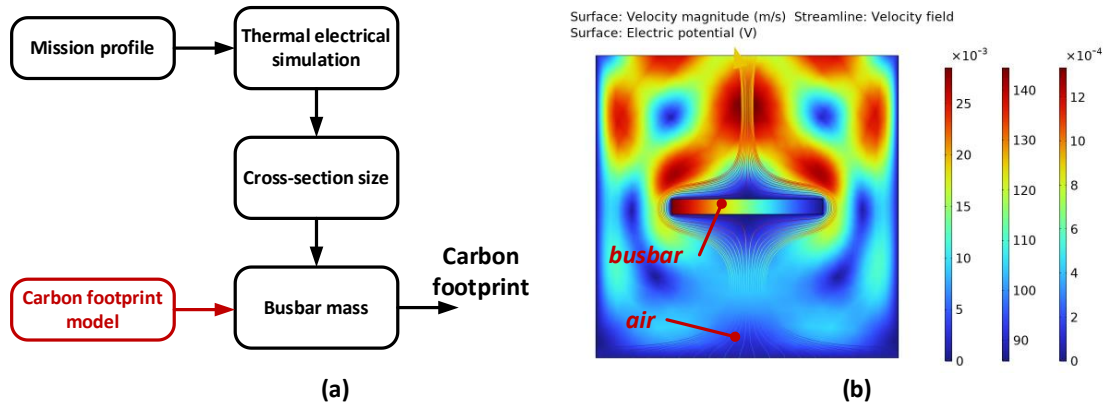 Mission profile
Thermal electrical
simulation
Cross-section size
Carbon footprint
model
Busbar mass
Carbon
footprint
(a)
Surface: Velocity magnitude (m/s)  Streamline: Velocity field
Surface: Electric potential (V)
busbar
air
×10⁻³
25
20
15
10
5
0
140
130
120
110
100
90
×10⁻⁴
12
10
8
6
4
2
0
(b)